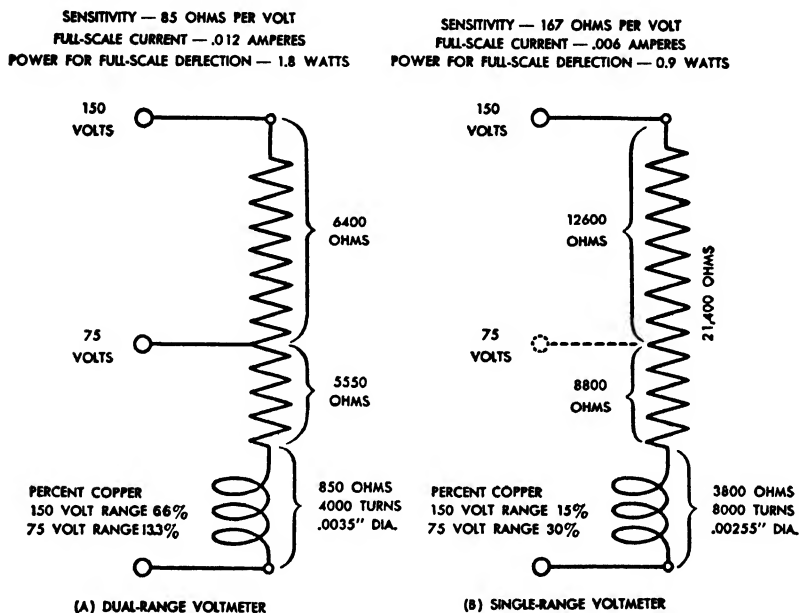 SENSITIVITY — 85 OHMS PER VOLT
FULL-SCALE CURRENT — .012 AMPERES
POWER FOR FULL-SCALE DEFLECTION — 1.8 WATTS
150
VOLTS
6400
OHMS
75
VOLTS
5550
OHMS
PERCENT COPPER
150 VOLT RANGE 66%
75 VOLT RANGE 13.3%
850 OHMS
4000 TURNS
.0035" DIA.
(A) DUAL-RANGE VOLTMETER
SENSITIVITY — 167 OHMS PER VOLT
FULL-SCALE CURRENT — .006 AMPERES
POWER FOR FULL-SCALE DEFLECTION — 0.9 WATTS
150
VOLTS
12600
OHMS
21,400 OHMS
75
VOLTS
8800
OHMS
PERCENT COPPER
150 VOLT RANGE 15%
75 VOLT RANGE 30%
3800 OHMS
8000 TURNS
.00255" DIA.
(B) SINGLE-RANGE VOLTMETER